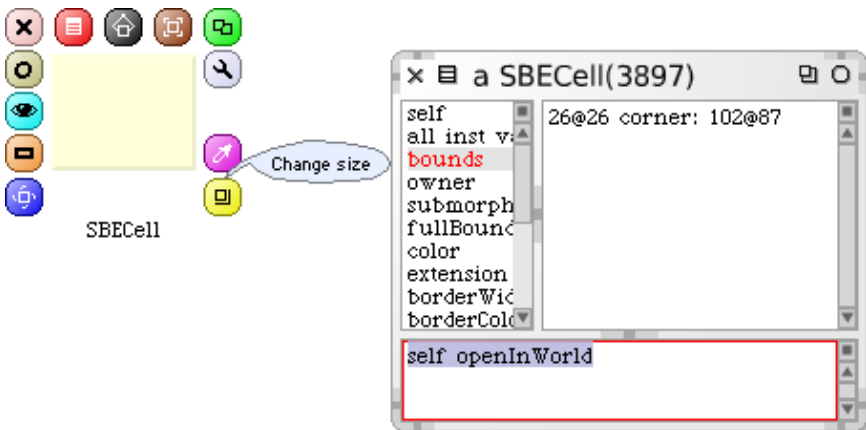 Change size
SBECell
a SBECell(3897)
self
all inst va
bounds
owner
submorph
fullBound
color
extension
borderWid
borderColo
26@26 corner: 102@87
self openInWorld